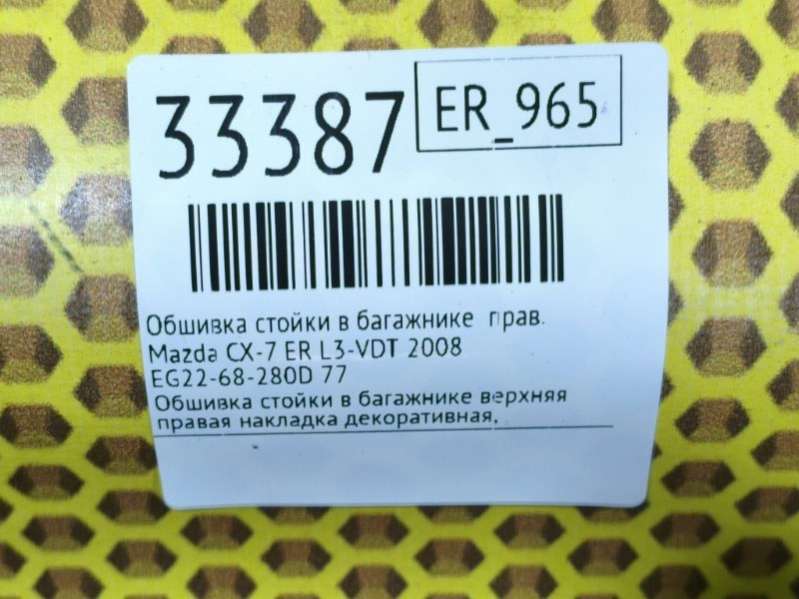 33387
ER_965
Обшивка стойки в багажнике прав.
Mazda CX-7 ER L3-VDT 2008
EG22-68-280D 77
Обшивка стойки в багажнике верхняя
правая накладка декоративная,